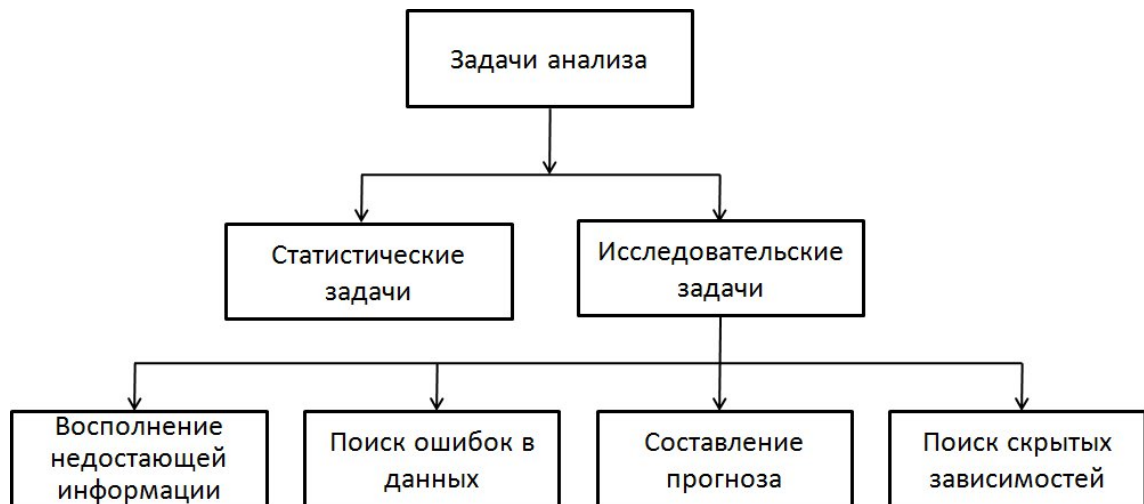 Задачи анализа
Статистические
задачи
Исследовательские
задачи
Восполнение
недостающей
информации
Поиск ошибок в
данных
Составление
прогноза
Поиск скрытых
зависимостей